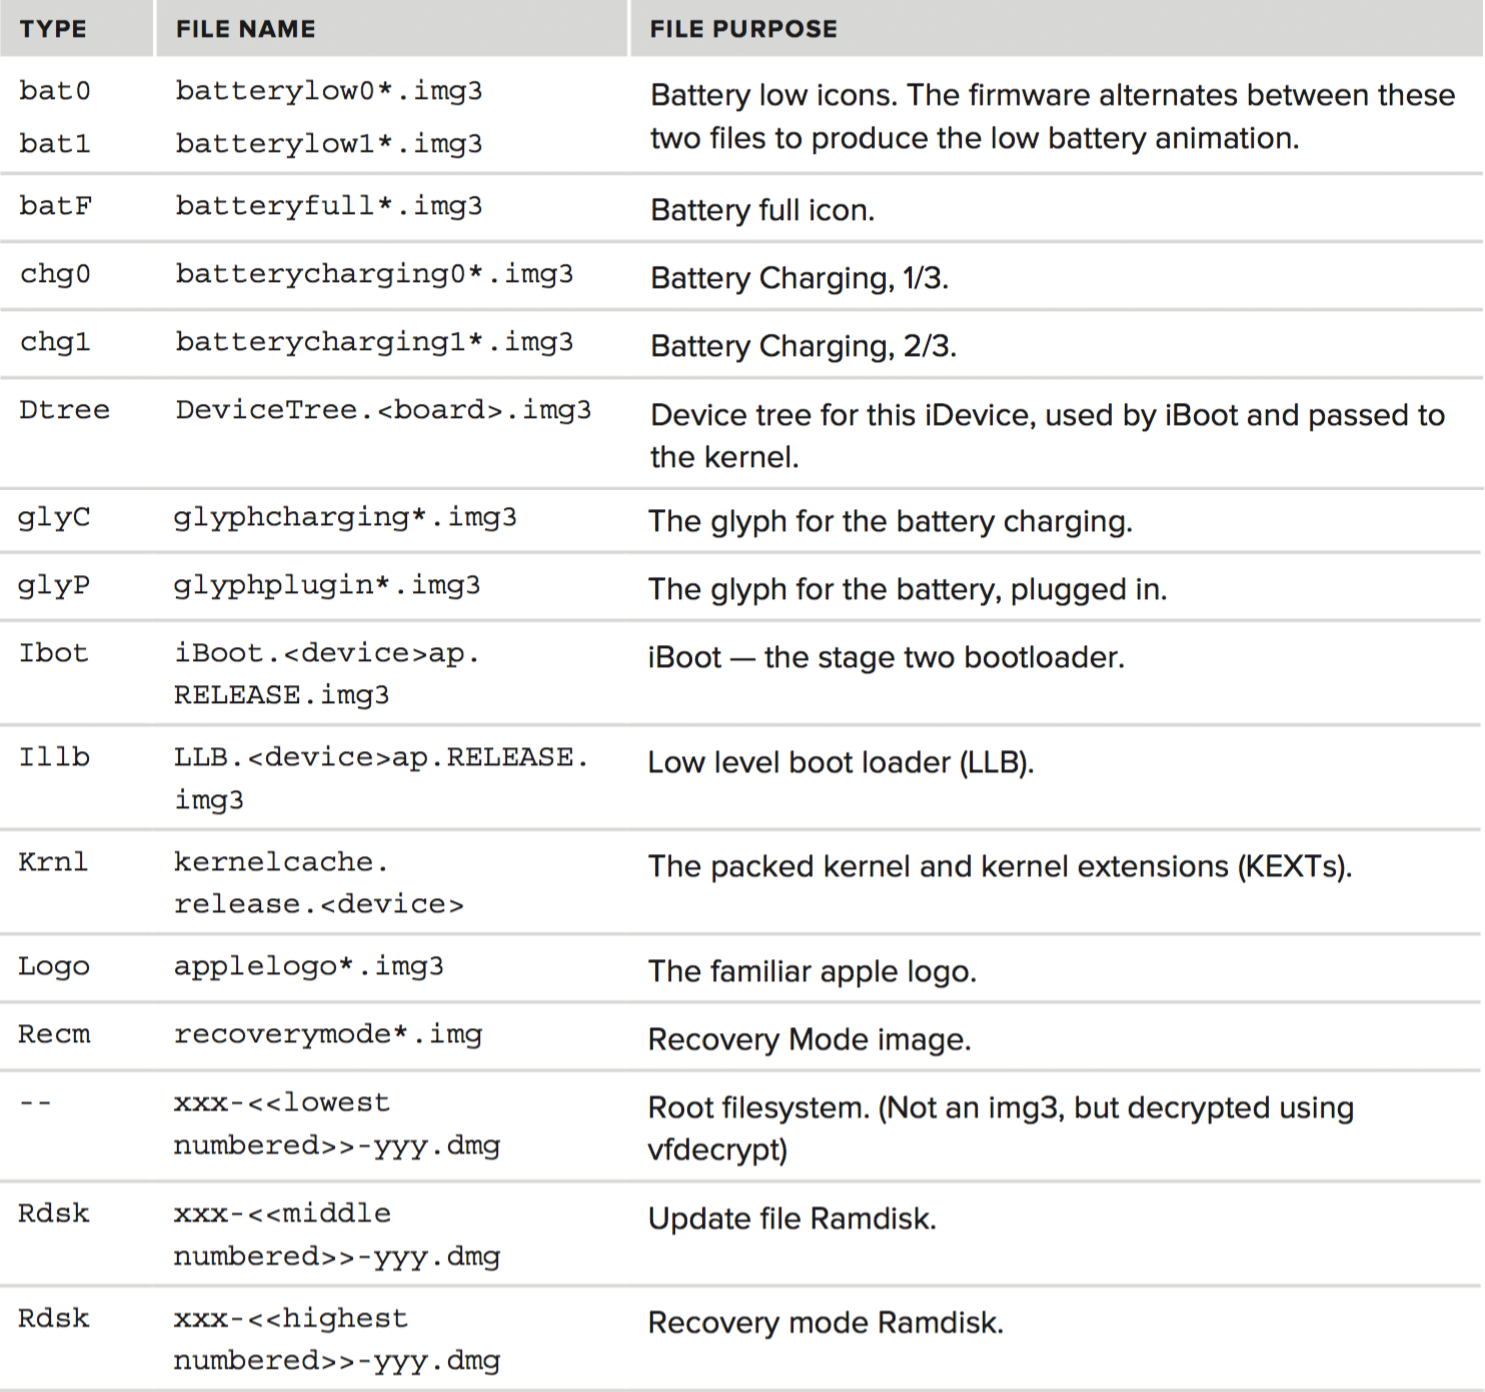 TYPE FILE NAME FILE PURPOSE
bat0 batterylow0*.img3 Battery low icons. The firmware alternates between these
bat1 batterylow1*.img3 two files to produce the low battery animation.
batF batteryfull*.img3 Battery full icon.
chg0 batterycharging0*.img3 Battery Charging, 1/3.
chg1 batterycharging1*.img3 Battery Charging, 2/3.
Dtree DeviceTree.<board>.img3 Device tree for this iDevice, used by iBoot and passed to
the kernel.
glyC glyphcharging*.img3 The glyph for the battery charging.
glyP glyphplugin*.img3 The glyph for the battery, plugged in.
Ibot iBoot.<device>ap. iBoot — the stage two bootloader.
RELEASE.img3
Illb LLB.<device>ap.RELEASE. Low level boot loader (LLB).
img3
Krnl kernelcache. The packed kernel and kernel extensions (KEXTs).
release.<device>
Logo applelogo*.img3 The familiar apple logo.
Recm recoverymode*.img Recovery Mode image.
-- xxx-<<lowest Root filesystem. (Not an img3, but decrypted using
numbered>>-yyy.dmg vfdecrypt)
Rdsk xxx-<<middle Update file Ramdisk.
numbered>>-yyy.dmg
Rdsk xxx-<<highest Recovery mode Ramdisk.
numbered>>-yyy.dmg